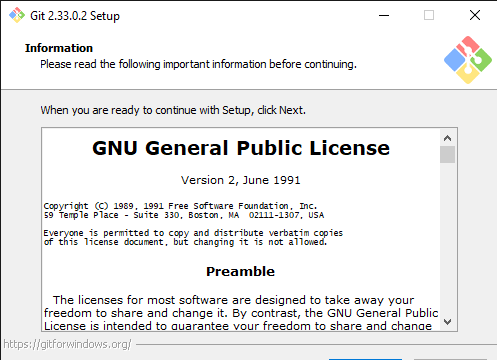 Git 2.33.0.2 Setup
Information
Please read the following important information before continuing.
When you are ready to continue with Setup, click Next.
GNU General Public License
Version 2, June 1991
Copyright (C) 1989, 1991 Free Software Foundation, Inc.
59 Temple Place - Suite 330, Boston, MA  02111-1307, USA
Everyone is permitted to copy and distribute verbatim copies
of this license document, but changing it is not allowed.
Preamble
The licenses for most software are designed to take away your
freedom to share and change it. By contrast, the GNU General Public
License is intended to guarantee your freedom to share and change
https://gitforwindows.org/